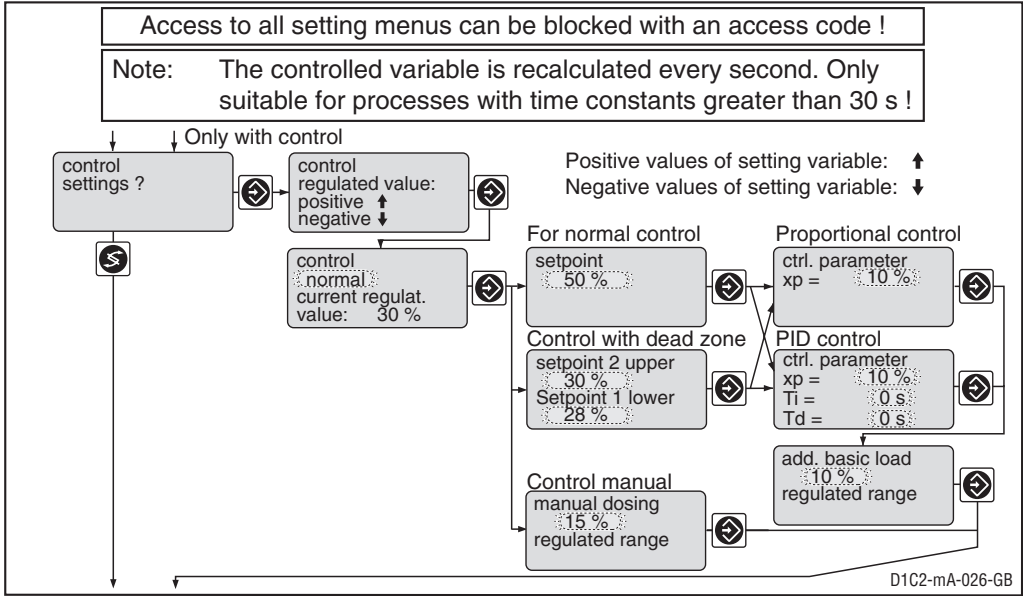 Access to all setting menus can be blocked with an access code !
Note: The controlled variable is recalculated every second. Only
suitable for processes with time constants greater than 30 s !
Only with control
control
settings ?
control
regulated value:
positive ⬆
negative ⬇
Positive values of setting variable: ⬆
Negative values of setting variable: ⬇
control
normal
current regulat.
value: 30 %
For normal control
setpoint
50 %
Proportional control
ctrl. parameter
xp = 10 %
Control with dead zone
setpoint 2 upper
30 %
Setpoint 1 lower
28 %
PID control
ctrl. parameter
xp = 10 %
Ti = 0 s
Td = 0 s
add. basic load
10 %
regulated range
Control manual
manual dosing
15 %
regulated range
D1C2-mA-026-GB